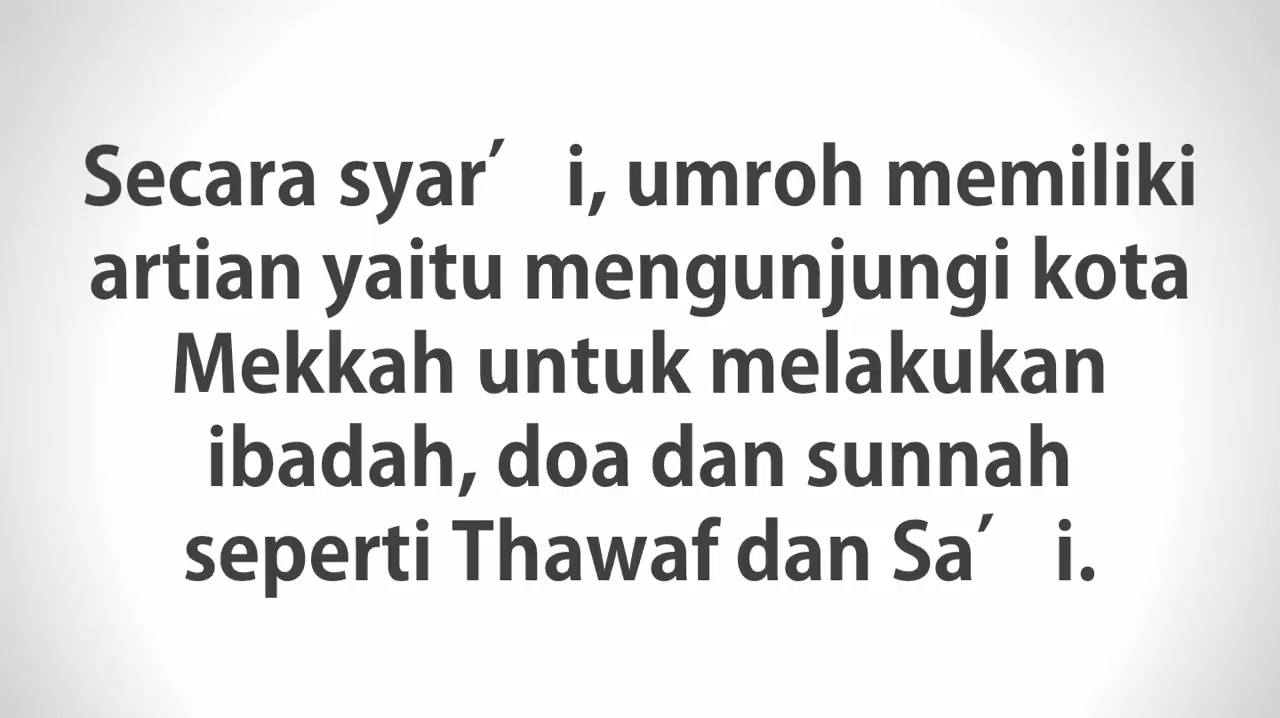 Secara syar′ i, umroh memiliki
artian yaitu mengunjungi kota
Mekkah untuk melakukan
ibadah, doa dan sunnah
seperti Thawaf dan Sa′ i.